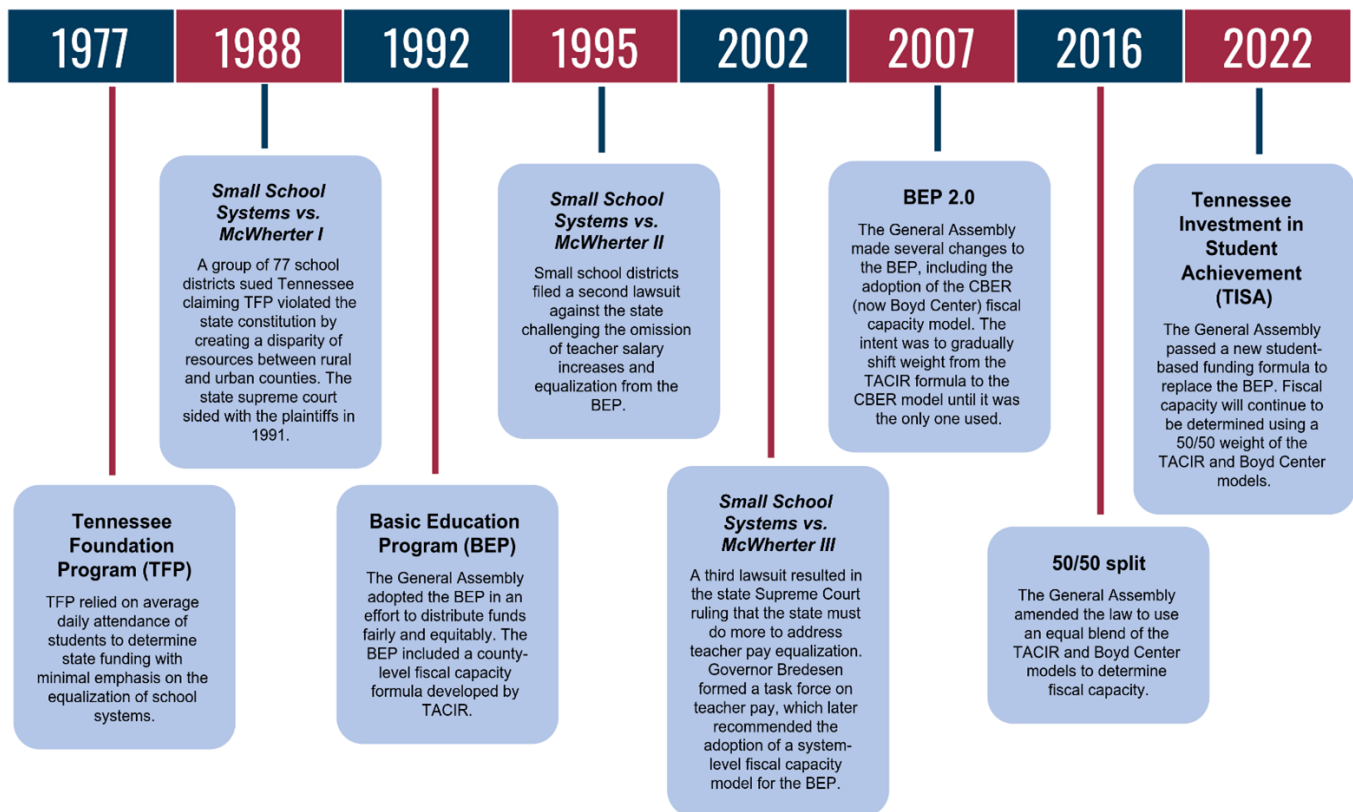 1977
1988
1992
1995
2002
2007
2016
2022
Tennessee
Foundation
Program (TFP)
TFP relied on average
daily attendance of
students to determine
state funding with
minimal emphasis on the
equalization of school
systems.
Small School
Systems vs.
McWherter I
A group of 77 school
districts sued Tennessee
claiming TFP violated the
state constitution by
creating a disparity of
resources between rural
and urban counties. The
state supreme court
sided with the plaintiffs in
1991.
Basic Education
Program (BEP)
The General Assembly
adopted the BEP in an
effort to distribute funds
fairly and equitably. The
BEP included a county-
level fiscal capacity
formula developed by
TACIR.
Small School
Systems vs.
McWherter II
Small school districts
filed a second lawsuit
against the state
challenging the omission
of teacher salary
increases and
equalization from the
BEP.
Small School
Systems vs.
McWherter III
A third lawsuit resulted in
the state Supreme Court
ruling that the state must
do more to address
teacher pay equalization.
Governor Bredesen
formed a task force on
teacher pay, which later
recommended the
adoption of a system-
level fiscal capacity
model for the BEP.
BEP 2.0
The General Assembly
made several changes to
the BEP, including the
adoption of the CBER
(now Boyd Center) fiscal
capacity model. The
intent was to gradually
shift weight from the
TACIR formula to the
CBER model until it was
the only one used.
50/50 split
The General Assembly
amended the law to use
an equal blend of the
TACIR and Boyd Center
models to determine
fiscal capacity.
Tennessee
Investment in
Student
Achievement
(TISA)
The General Assembly
passed a new student-
based funding formula to
replace the BEP. Fiscal
capacity will continue to
be determined using a
50/50 weight of the
TACIR and Boyd Center
models.